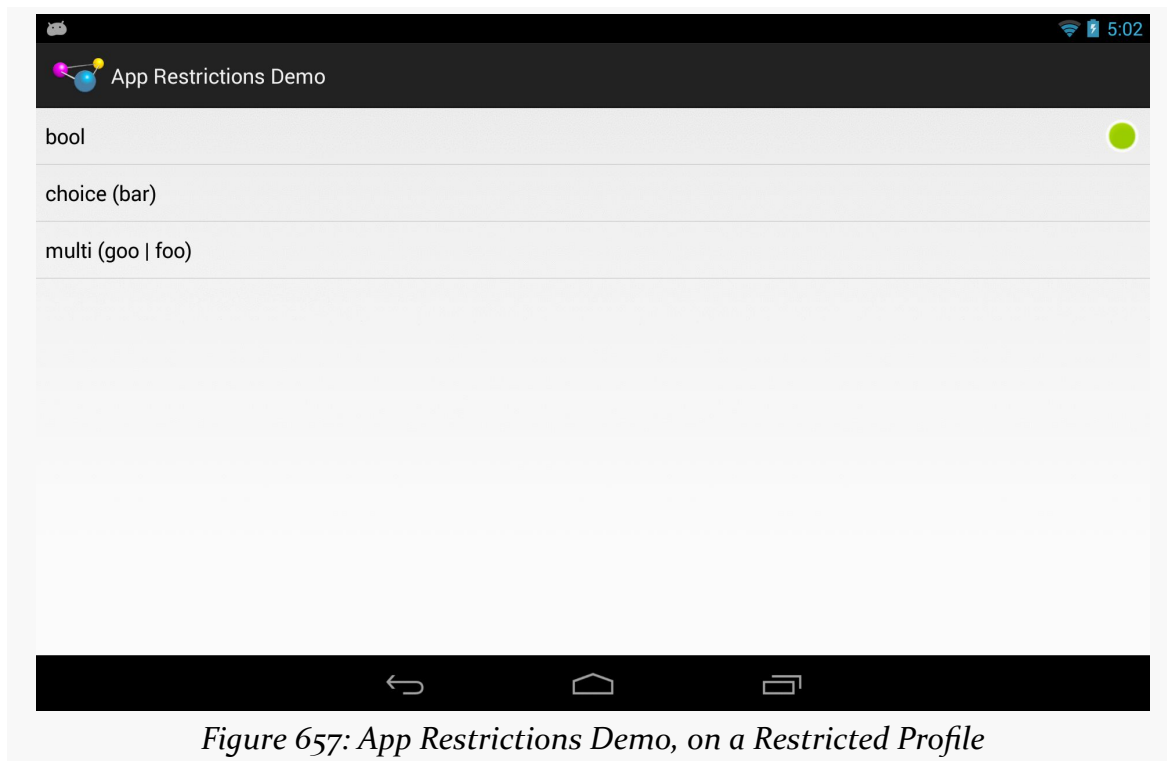 5:02
App Restrictions Demo
bool
choice (bar)
multi (goo | foo)
Figure 657: App Restrictions Demo, on a Restricted Profile